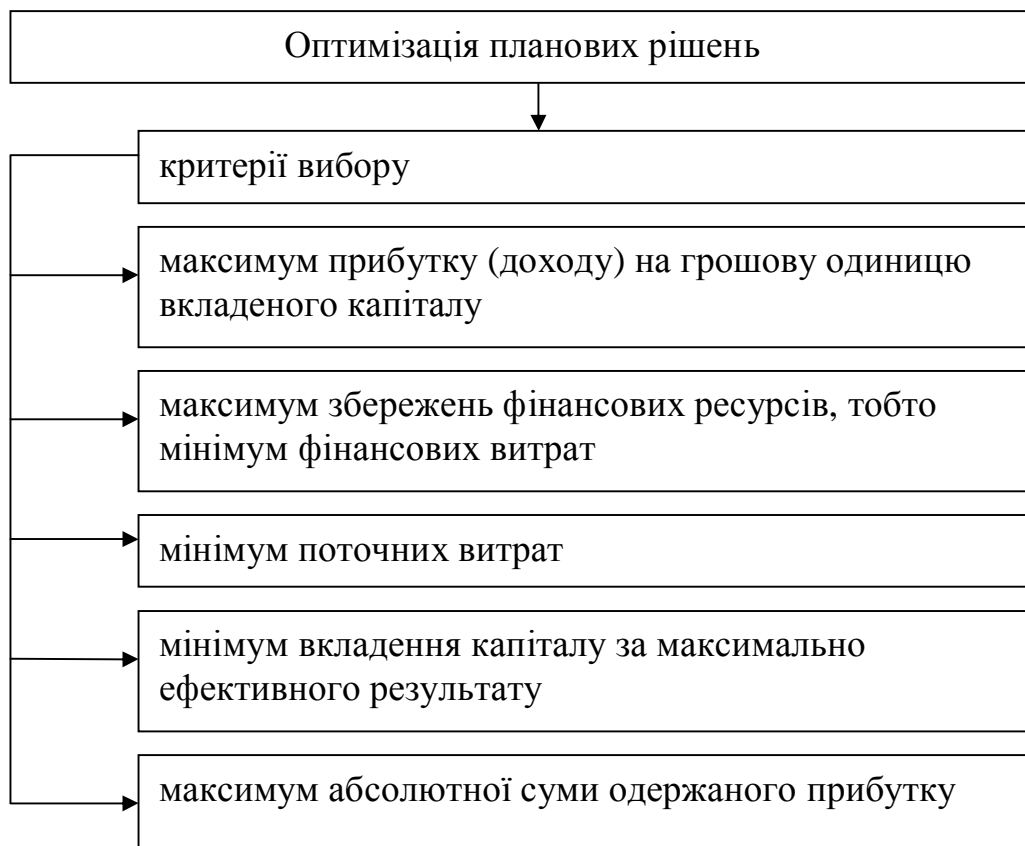 Оптимізація планових рішень
критерії вибору
максимум прибутку (доходу) на грошову одиницю
вкладеного капіталу
максимум збережень фінансових ресурсів, тобто
мінімум фінансових витрат
мінімум поточних витрат
мінімум вкладення капіталу за максимально
ефективного результату
максимум абсолютної суми одержаного прибутку